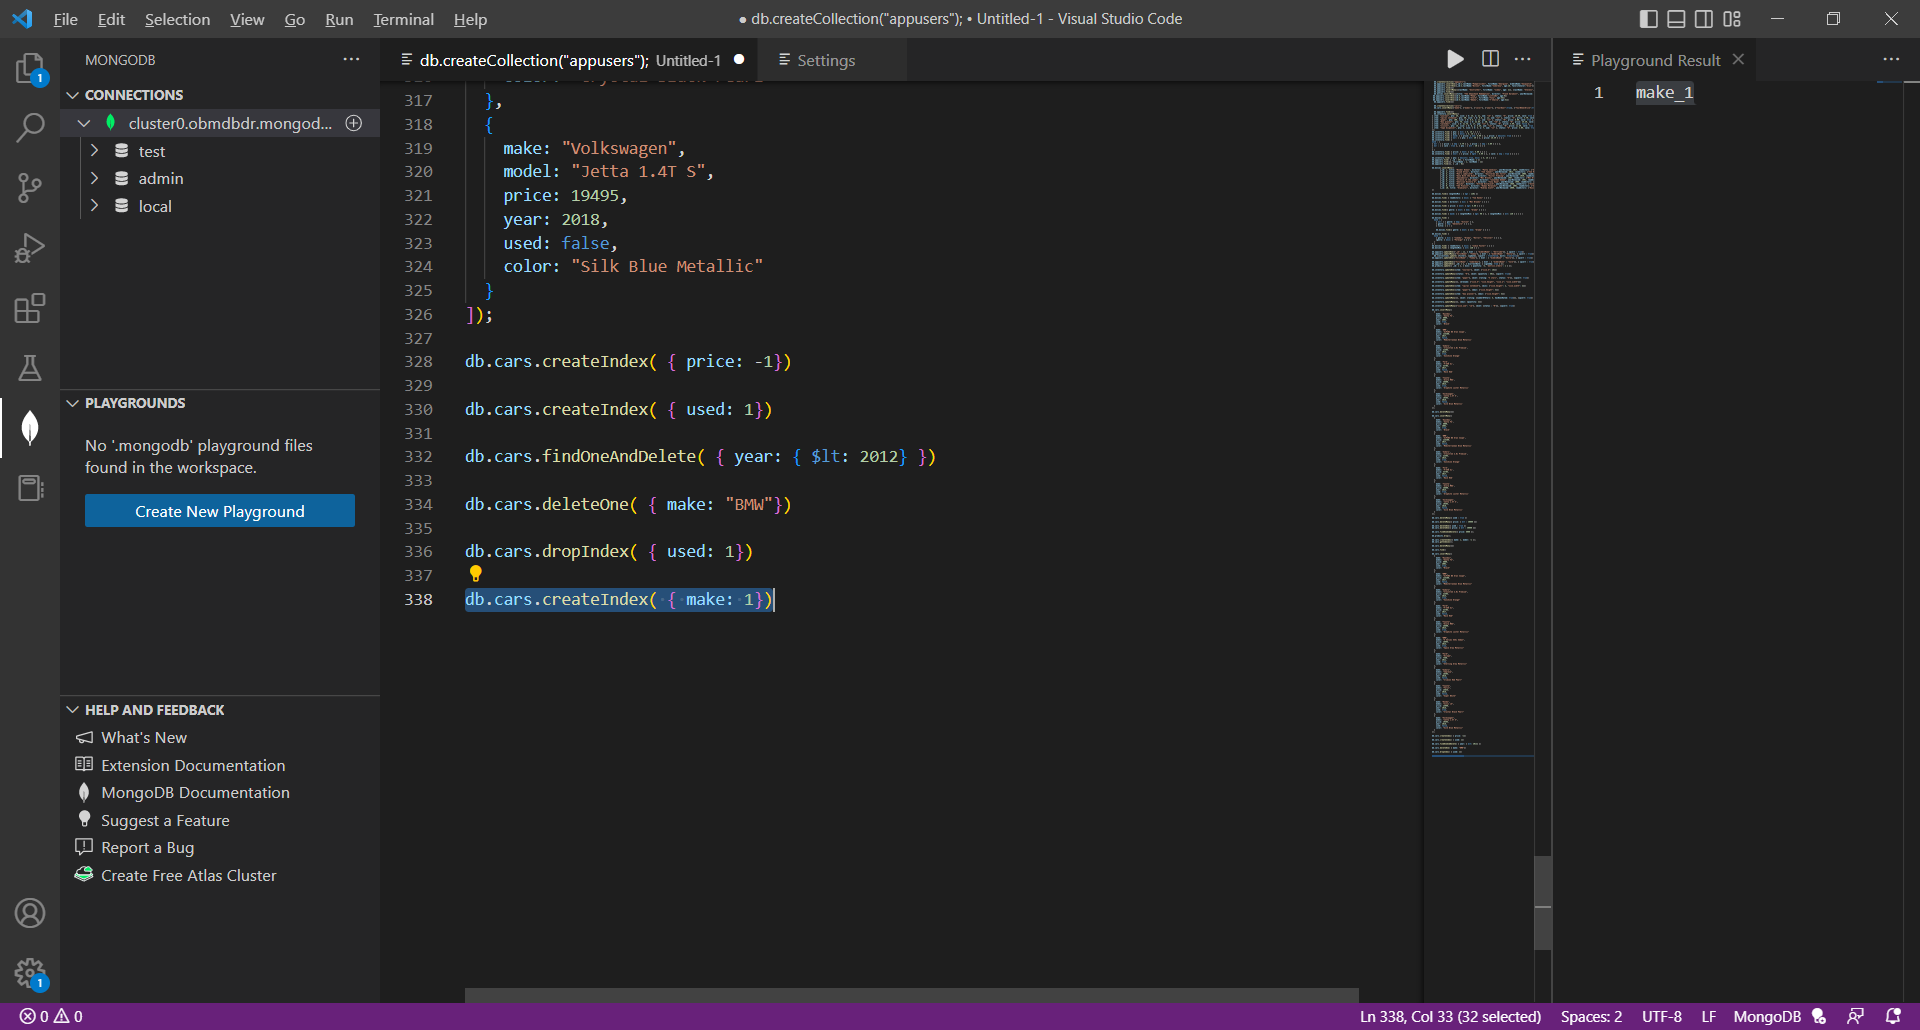 File Edit Selection View Go Run Terminal Help
● db.createCollection("appusers"); • Untitled-1 - Visual Studio Code
MONGODB
CONNECTIONS
cluster0.obmdbdr.mongod...
test
admin
local
PLAYGROUNDS
No '.mongodb' playground files
found in the workspace.
Create New Playground
HELP AND FEEDBACK
What's New
Extension Documentation
MongoDB Documentation
Suggest a Feature
Report a Bug
Create Free Atlas Cluster
1
1
db.createCollection("appusers"); Untitled-1 ●
Settings
317 },
318 {
319 make: "Volkswagen",
320 model: "Jetta 1.4T S",
321 price: 19495,
322 year: 2018,
323 used: false,
324 color: "Silk Blue Metallic"
325 }
326 ]);
327
328 db.cars.createIndex( { price: -1})
329
330 db.cars.createIndex( { used: 1})
331
332 db.cars.findOneAndDelete( { year: { $lt: 2012} })
333
334 db.cars.deleteOne( { make: "BMW"})
335
336 db.cars.dropIndex( { used: 1})
337
338 db.cars.createIndex( { make: 1})
Playground Result
1 make_1
0 0
Ln 338, Col 33 (32 selected) Spaces: 2 UTF-8 LF MongoDB